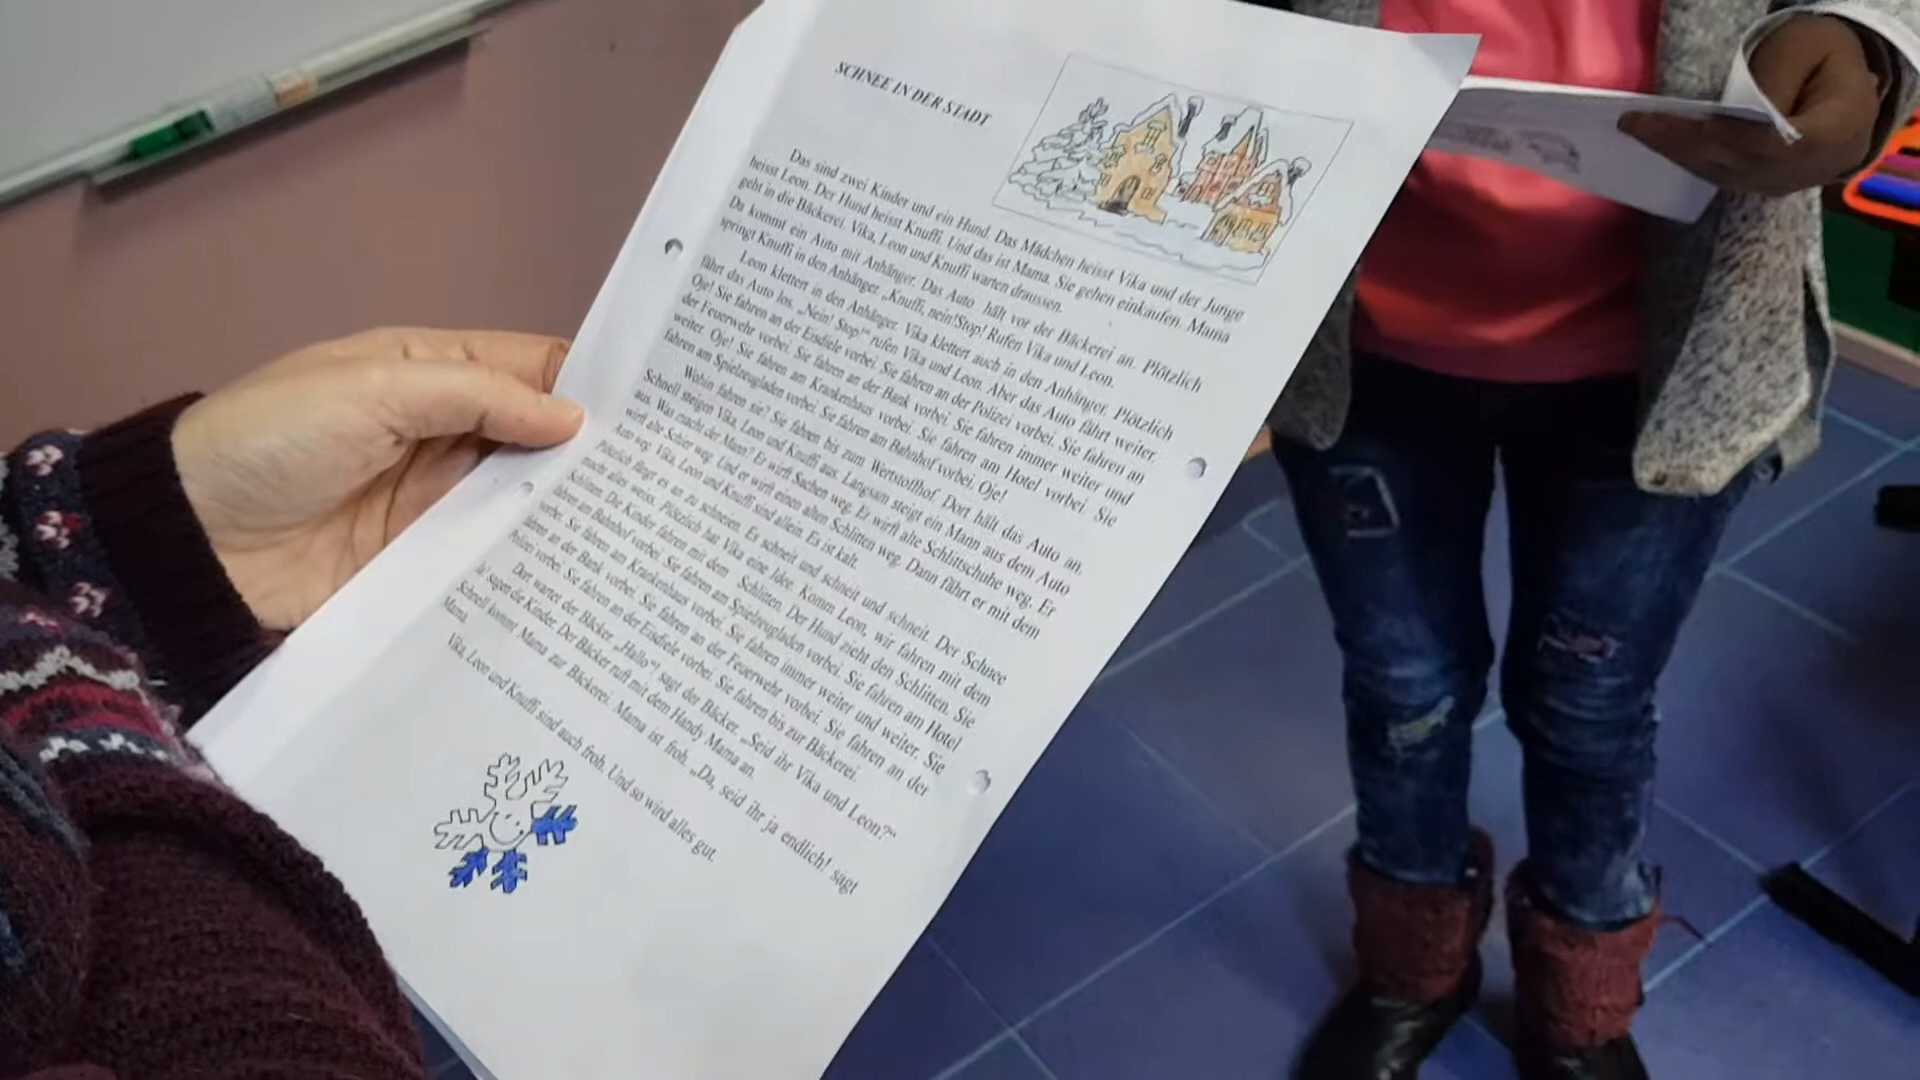 SCHNEE IN DER STADT
Das sind zwei Kinder und ein Hund. Das Mädchen heisst Vika und der Junge
heisst Leon. Der Hund heisst Knuffi. Und das ist Mama. Sie gehen einkaufen. Mama
geht in die Bäckerei. Vika, Leon und Knuffi warten draussen.
Da kommt ein Auto mit Anhänger. Das Auto hält vor der Bäckerei an. Plötzlich
springt Knuffi in den Anhänger. „Knuffi, nein!Stop! Rufen Vika und Leon.
Leon klettert in den Anhänger. Vika klettert auch in den Anhänger. Plötzlich
fährt das Auto los. „Nein! Stop!" rufen Vika und Leon. Aber das Auto fährt weiter.
Oje! Sie fahren an der Eisdiele vorbei. Sie fahren an der Polizei vorbei. Sie fahren an
der Feuerwehr vorbei. Sie fahren an der Bank vorbei. Sie fahren immer weiter und
weiter. Oje! Sie fahren am Krankenhaus vorbei. Sie fahren am Hotel vorbei. Sie
fahren am Spielzeugladen vorbei. Sie fahren am Bahnhof vorbei. Oje!
Wohin fahren sie? Sie fahren bis zum Wertstoffhof. Dort hält das Auto an.
Schnell steigen Vika, Leon und Knuffi aus. Langsam steigt ein Mann aus dem Auto
aus. Was macht der Mann? Er wirft Sachen weg. Er wirft alte Schlittschuhe weg. Er
wirft alte Schier weg. Und er wirft einen alten Schlitten weg. Dann fährt er mit dem
Auto weg. Vika, Leon und Knuffi sind allein. Es ist kalt.
Plötzlich fängt es an zu schneien. Es schneit und schneit und schneit. Der Schnee
macht alles weiss. Plötzlich hat Vika eine Idee. Komm Leon, wir fahren mit dem
Schlitten. Die Kinder fahren mit dem Schlitten. Der Hund zieht den Schlitten. Sie
fahren am Bahnhof vorbei. Sie fahren am Spielzeugladen vorbei. Sie fahren am Hotel
vorbei. Sie fahren am Krankenhaus vorbei. Sie fahren immer weiter und weiter. Sie
fahren an der Bank vorbei. Sie fahren an der Feuerwehr vorbei. Sie fahren an der
Polizei vorbei. Sie fahren an der Eisdiele vorbei. Sie fahren bis zur Bäckerei.
Dort wartet der Bäcker. „Hallo"! sagt der Bäcker. „Seid ihr Vika und Leon?"
Ja sagen die Kinder. Der Bäcker ruft mit dem Handy Mama an.
Schnell kommt Mama zur Bäckerei. Mama ist froh. „Da, seid ihr ja endlich! sagt
Mama.
Vika, Leon und Knuffi sind auch froh. Und so wird alles gut.